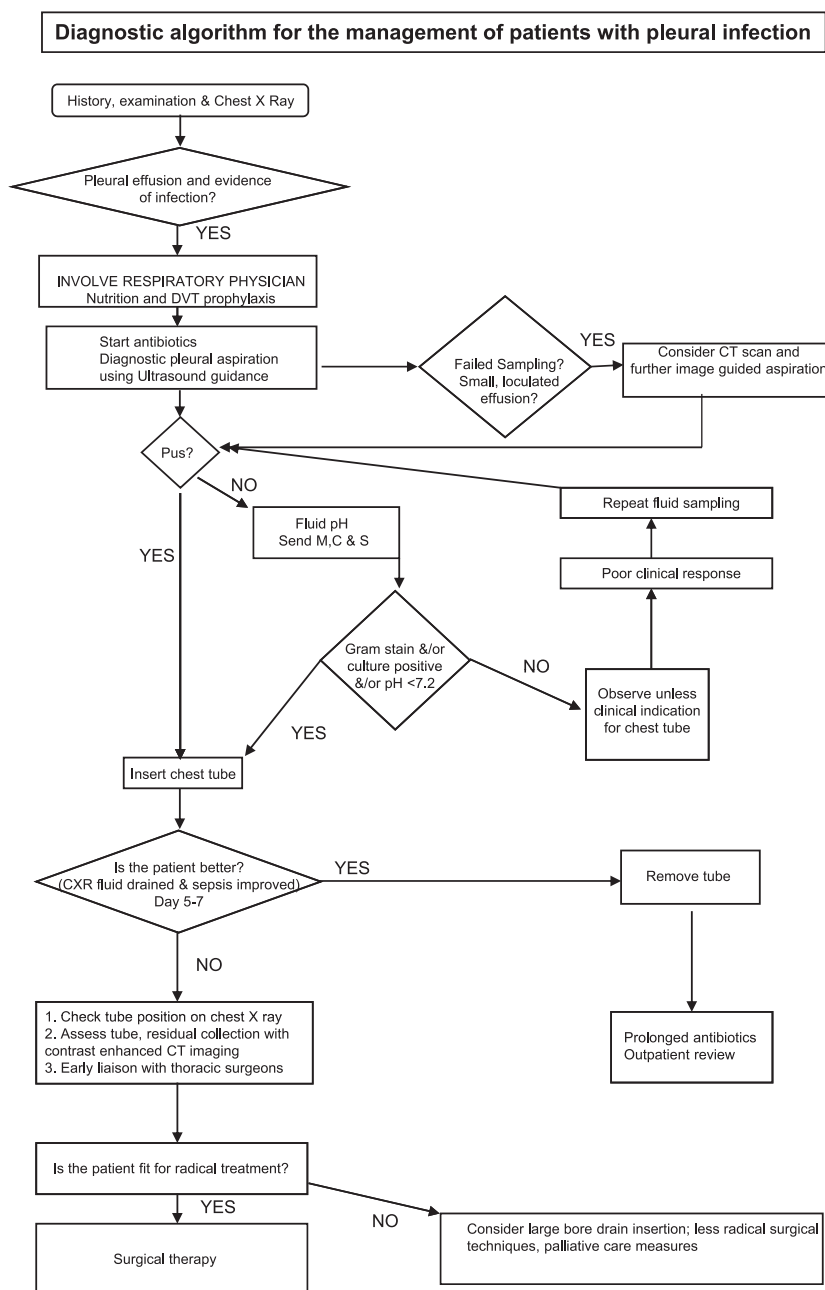 Diagnostic algorithm for the management of patients with pleural infection
History, examination & Chest X Ray
Pleural effusion and evidence
of infection?
YES
INVOLVE RESPIRATORY PHYSICIAN
Nutrition and DVT prophylaxis
Start antibiotics
Diagnostic pleural aspiration
using Ultrasound guidance
Failed Sampling?
Small, loculated
effusion?
YES
Consider CT scan and
further image guided aspiration
Pus?
NO
YES
Fluid pH
Send M,C & S
Repeat fluid sampling
Poor clinical response
Gram stain &/or
culture positive
&/or pH <7.2
NO
YES
Observe unless
clinical indication
for chest tube
Insert chest tube
Is the patient better?
(CXR fluid drained & sepsis improved)
Day 5-7
YES
Remove tube
NO
1. Check tube position on chest X ray
2. Assess tube, residual collection with
contrast enhanced CT imaging
3. Early liaison with thoracic surgeons
Prolonged antibiotics
Outpatient review
Is the patient fit for radical treatment?
YES
NO
Surgical therapy
Consider large bore drain insertion; less radical surgical
techniques, palliative care measures